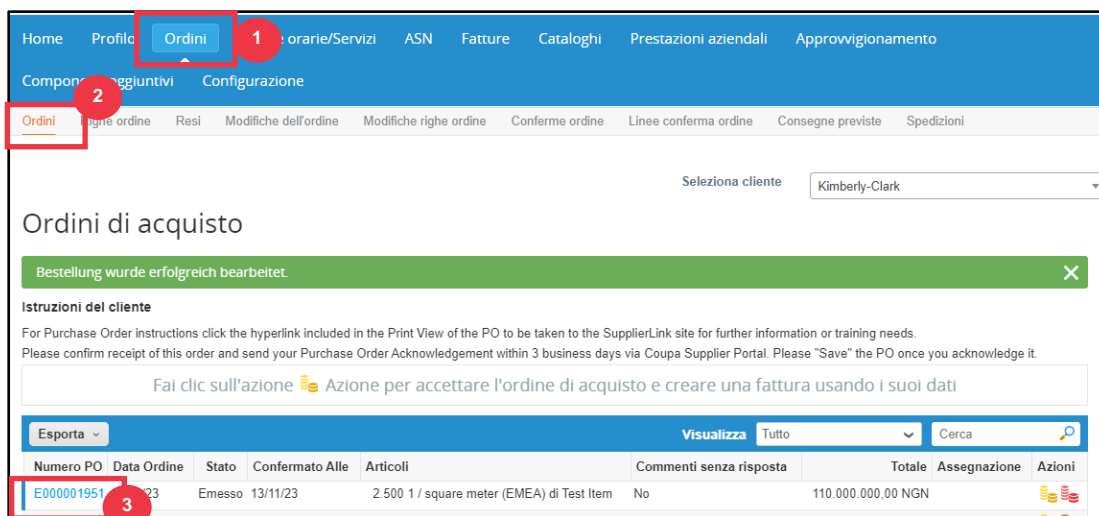 Home Profilo Ordini 1 orarie/Servizi ASN Fatture Cataloghi Prestazioni aziendali Approvvigionamento
aggiuntivi Configurazione
2
Ordini ordine Resi Modifiche dell'ordine Modifiche righe ordine Conferme ordine Linee conferma ordine Consegne previste Spedizioni
Seleziona cliente Kimberly-Clark
Ordini di acquisto
Bestellung wurde erfolgreich bearbeitet.
Istruzioni del cliente
For Purchase Order instructions click the hyperlink included in the Print View of the PO to be taken to the SupplierLink site for further information or training needs.
Please confirm receipt of this order and send your Purchase Order Acknowledgement within 3 business days via Coupa Supplier Portal. Please "Save" the PO once you acknowledge it.
Fai clic sull'azione Azione per accettare l'ordine di acquisto e creare una fattura usando i suoi dati
Esporta Visualizza Tutto Cerca
Numero PO Data Ordine Stato Confermato Alle Articoli Commenti senza risposta Totale Assegnazione Azioni
E000001951 /23 Emesso 13/11/23 2.500 1 / square meter (EMEA) di Test Item No 110.000.000,00 NGN
3